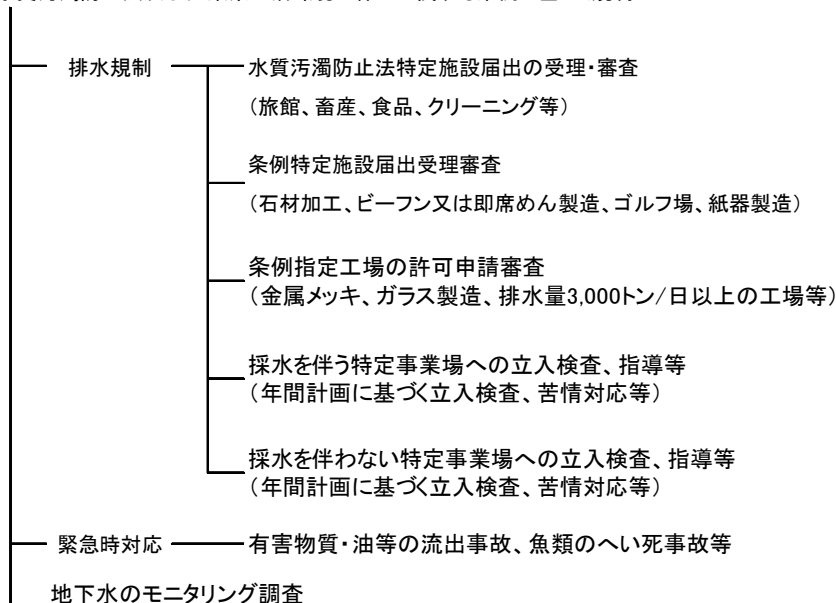 排水規制
水質汚濁防止法特定施設届出の受理・審査
（旅館、畜産、食品、クリーニング等）
条例特定施設届出受理審査
（石材加工、ビーフン又は即席めん製造、ゴルフ場、紙器製造）
条例指定工場の許可申請審査
（金属メッキ、ガラス製造、排水量3,000トン/日以上の工場等）
採水を伴う特定事業場への立入検査、指導等
（年間計画に基づく立入検査、苦情対応等）
採水を伴わない特定事業場への立入検査、指導等
（年間計画に基づく立入検査、苦情対応等）
緊急時対応
有害物質・油等の流出事故、魚類のへい死事故等
地下水のモニタリング調査